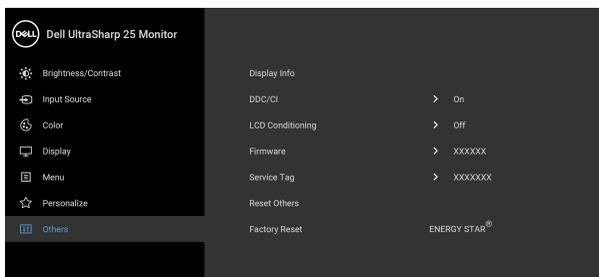 DELL Dell UltraSharp 25 Monitor
Brightness/Contrast Display Info
Input Source DDC/CI > On
Color LCD Conditioning > Off
Display Firmware > XXXXXX
Menu Service Tag > XXXXXXX
Personalize Reset Others
Others Factory Reset ENERGY STAR®